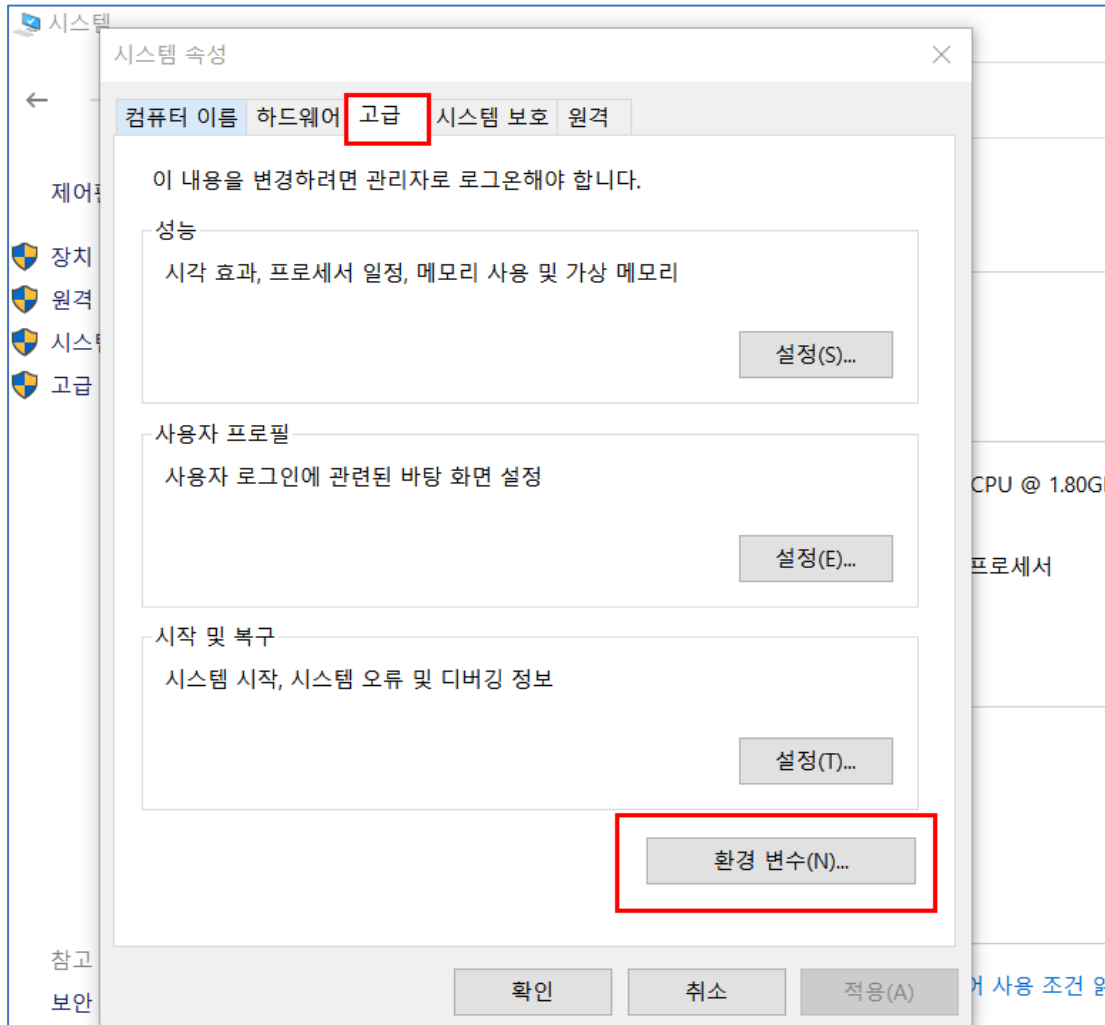 시스템
시스템 속성
컴퓨터 이름 하드웨어 고급 시스템 보호 원격
이 내용을 변경하려면 관리자로 로그온해야 합니다.
성능
시각 효과, 프로세서 일정, 메모리 사용 및 가상 메모리
설정(S)...
사용자 프로필
사용자 로그인에 관련된 바탕 화면 설정
설정(E)...
시작 및 복구
시스템 시작, 시스템 오류 및 디버깅 정보
설정(T)...
환경 변수(N)...
확인 취소 적용(A)
장치
원격
고급
참고
보안
CPU @ 1.80G
프로세서
사용 조건